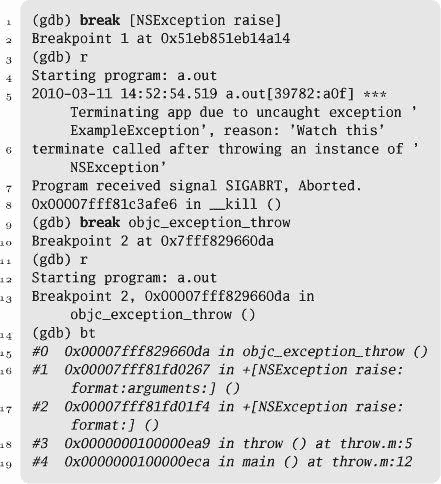 1 (gdb) break [NSException raise]
2 Breakpoint 1 at 0x51eb851eb14a14
3 (gdb) r
4 Starting program: a.out
5 2010-03-11 14:52:54.519 a.out[39782:a0f] ***
Terminating app due to uncaught exception '
ExampleException', reason: 'Watch this'
6 terminate called after throwing an instance of '
NSException'
7 Program received signal SIGABRT, Aborted.
8 0x00007fff81c3afe6 in __kill ()
9 (gdb) break objc_exception_throw
10 Breakpoint 2 at 0x7fff829660da
11 (gdb) r
12 Starting program: a.out
13 Breakpoint 2, 0x00007fff829660da in
objc_exception_throw ()
14 (gdb) bt
15 #0 0x00007fff829660da in objc_exception_throw ()
16 #1 0x00007fff81fd0267 in +[NSException raise:
format:arguments:] ()
17 #2 0x00007fff81fd01f4 in +[NSException raise:
format:] ()
18 #3 0x0000000100000ea9 in throw () at throw.m:5
19 #4 0x0000000100000eca in main () at throw.m:12